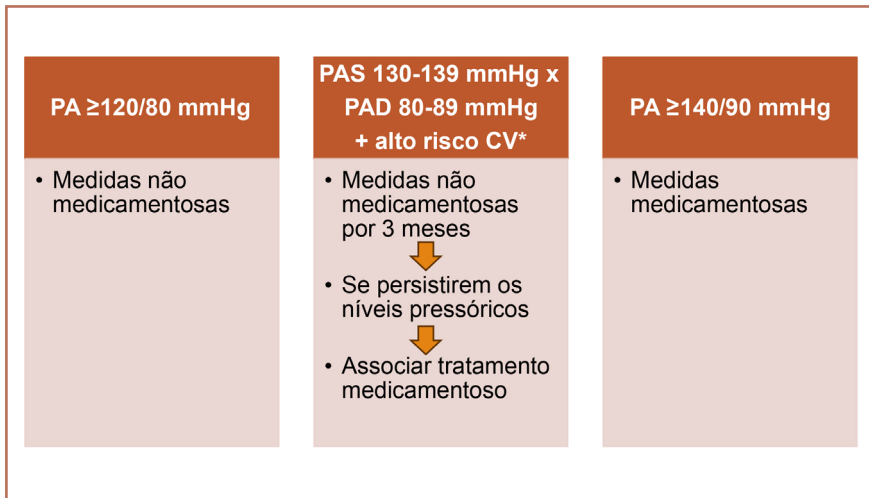 PA ≥120/80 mmHg
• Medidas não
medicamentosas
PAS 130-139 mmHg x
PAD 80-89 mmHg
+ alto risco CV*
• Medidas não
medicamentosas
por 3 meses
• Se persistirem os
níveis pressóricos
• Associar tratamento
medicamentoso
PA ≥140/90 mmHg
• Medidas
medicamentosas